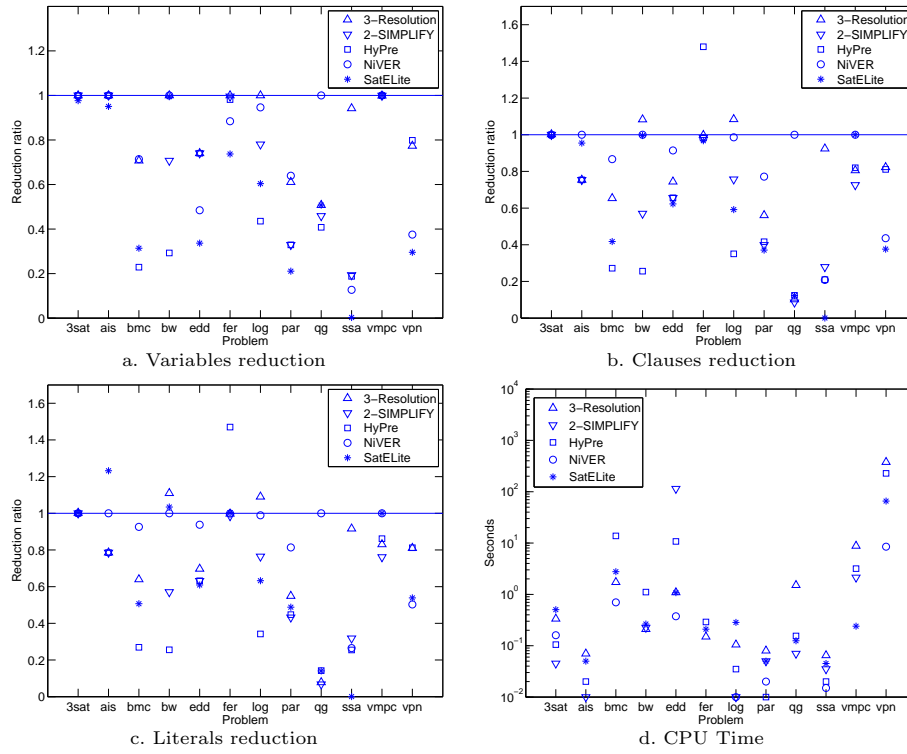 1.2
1
0.8
0.6
0.4
0.2
0
Reduction ratio
3−Resolution
2−SIMPLIFY
HyPre
NiVER
SatELite
3sat ais bmc bw edd fer log par qg ssa vmpc vpn
Problem
a. Variables reduction
1.6
1.4
1.2
1
0.8
0.6
0.4
0.2
0
Reduction ratio
3−Resolution
2−SIMPLIFY
HyPre
NiVER
SatELite
3sat ais bmc bw edd fer log par qg ssa vmpc vpn
Problem
b. Clauses reduction
1.6
1.4
1.2
1
0.8
0.6
0.4
0.2
0
Reduction ratio
3−Resolution
2−SIMPLIFY
HyPre
NiVER
SatELite
3sat ais bmc bw edd fer log par qg ssa vmpc vpn
Problem
c. Literals reduction
10^4
10^3
10^2
10^1
10^0
10^−1
10^−2
Seconds
3−Resolution
2−SIMPLIFY
HyPre
NiVER
SatELite
3sat ais bmc bw edd fer log par qg ssa vmpc vpn
Problem
d. CPU Time